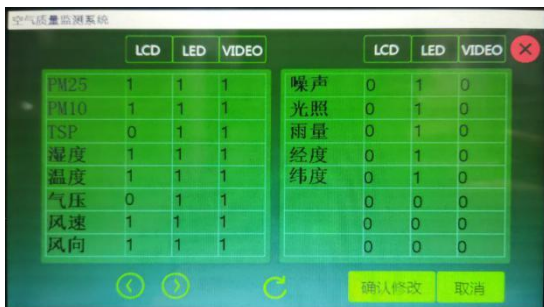 空气质量监测系统
LCD LED VIDEO LCD LED VIDEO
PM25 1 1 1 噪声 0 1 0
PM10 1 1 1 光照 0 1 0
TSP 0 1 1 雨量 0 1 0
湿度 1 1 1 经度 0 1 0
温度 1 1 1 纬度 0 1 0
气压 0 1 1 0 0 0
风速 1 1 1 0 0 0
风向 1 1 1 0 0 0
确认修改 取消